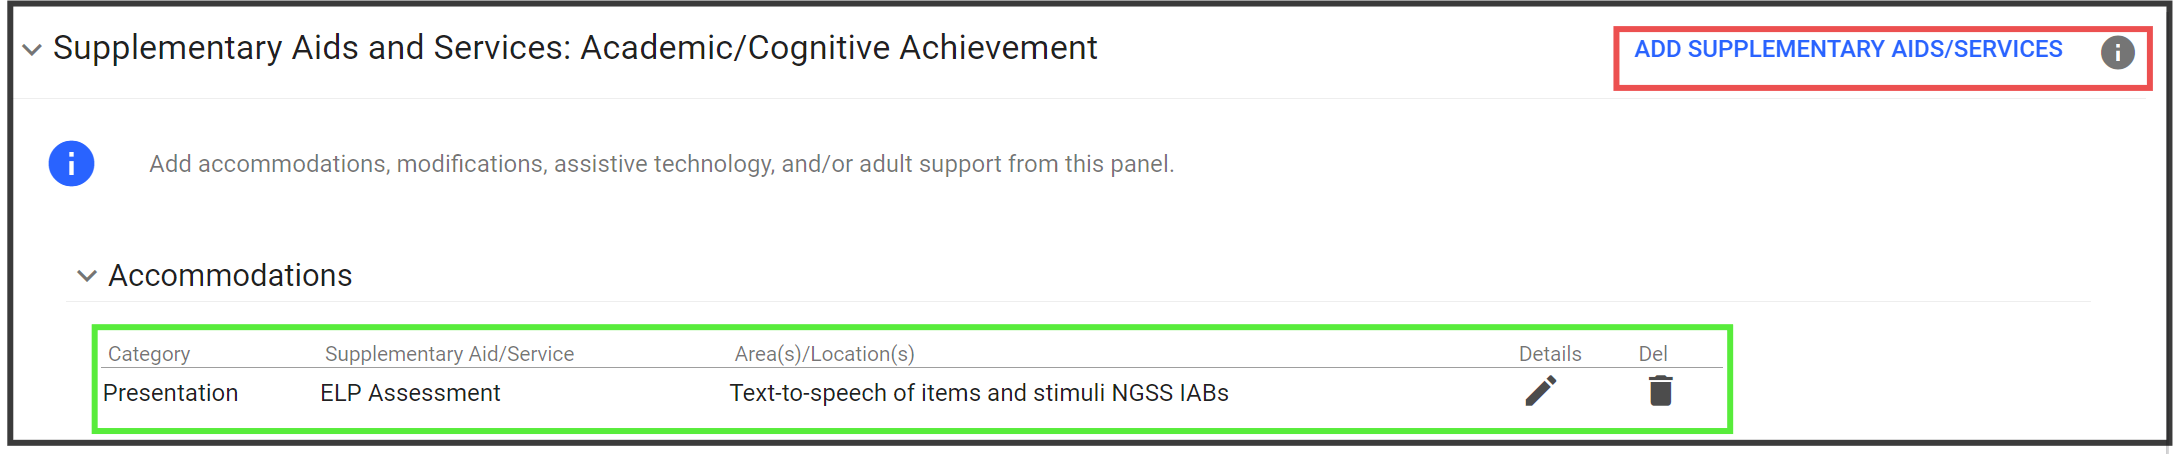 Supplementary Aids and Services: Academic/Cognitive Achievement
ADD SUPPLEMENTARY AIDS/SERVICES
Add accommodations, modifications, assistive technology, and/or adult support from this panel.
Accommodations
Category Supplementary Aid/Service Area(s)/Location(s) Details Del
Presentation ELP Assessment Text-to-speech of items and stimuli NGSS IABs